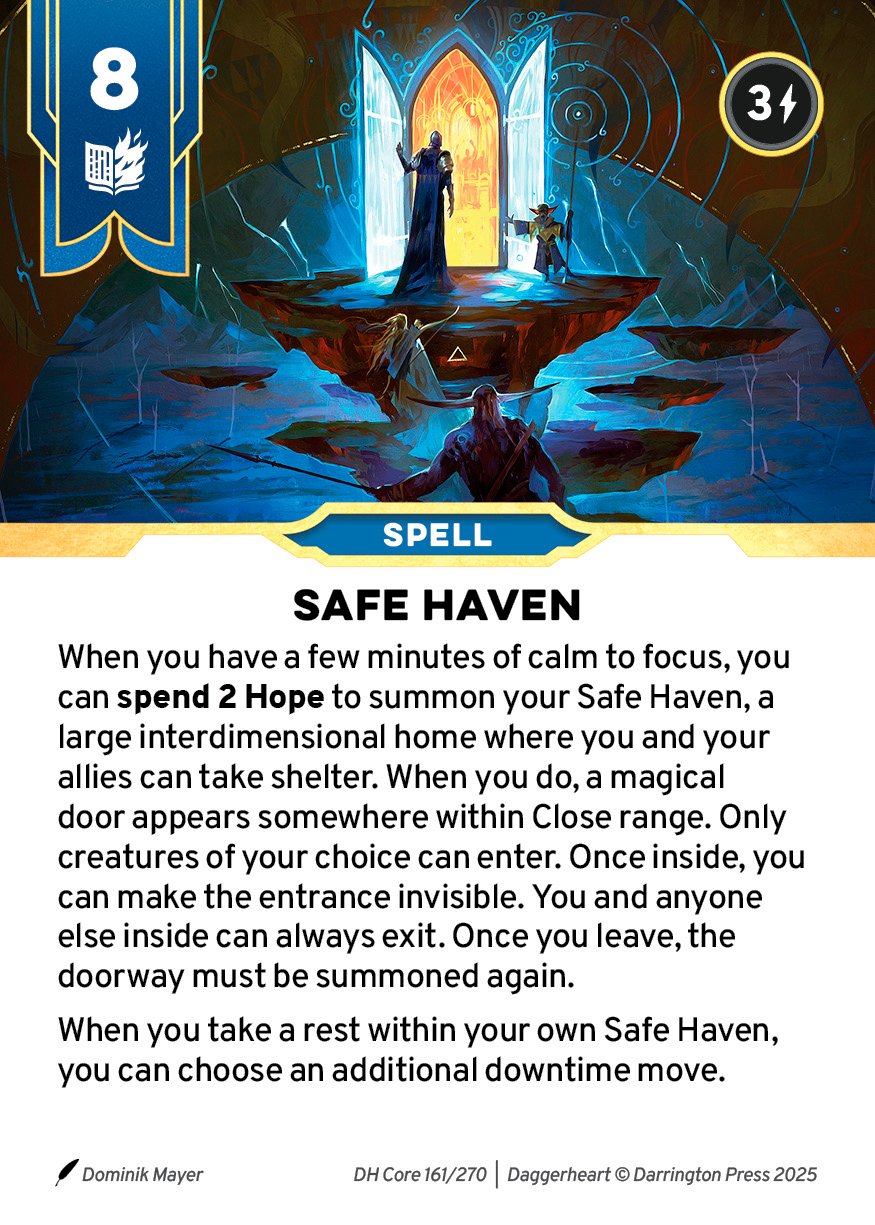 8
3
SPELL
SAFE HAVEN
When you have a few minutes of calm to focus, you
can spend 2 Hope to summon your Safe Haven, a
large interdimensional home where you and your
allies can take shelter. When you do, a magical
door appears somewhere within Close range. Only
creatures of your choice can enter. Once inside, you
can make the entrance invisible. You and anyone
else inside can always exit. Once you leave, the
doorway must be summoned again.
When you take a rest within your own Safe Haven,
you can choose an additional downtime move.
Dominik Mayer
DH Core 161/270 | Daggerheart © Darrington Press 2025